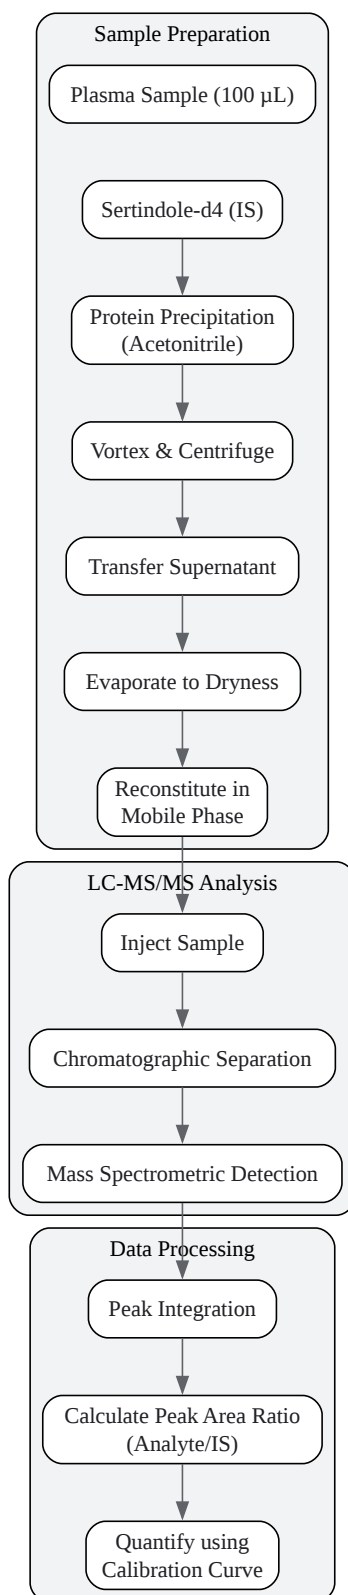 Sample Preparation
Plasma Sample (100 µL)
Sertindole-d4 (IS)
Protein Precipitation
(Acetonitrile)
Vortex & Centrifuge
Transfer Supernatant
Evaporate to Dryness
Reconstitute in
Mobile Phase
LC-MS/MS Analysis
Inject Sample
Chromatographic Separation
Mass Spectrometric Detection
Data Processing
Peak Integration
Calculate Peak Area Ratio
(Analyte/IS)
Quantify using
Calibration Curve